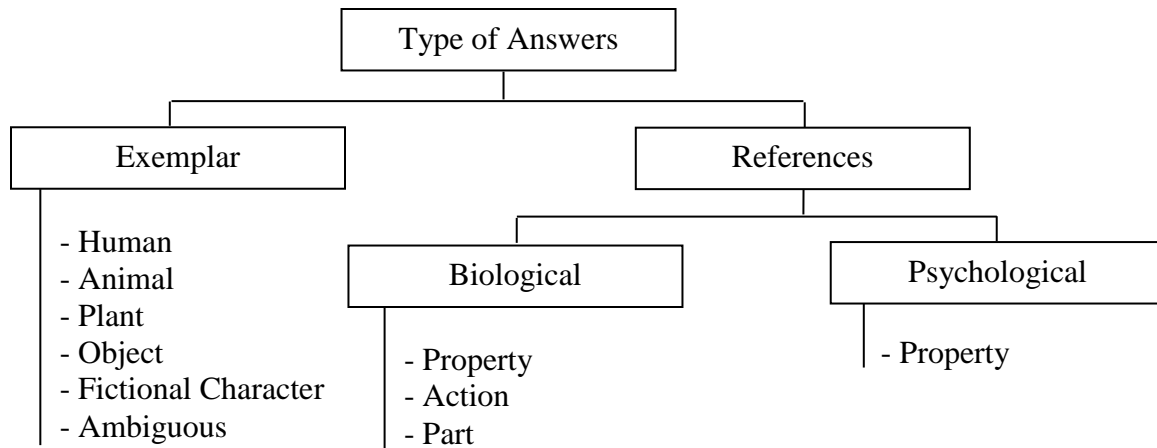 Type of Answers
Exemplar
References
- Human
- Animal
- Plant
- Object
- Fictional Character
- Ambiguous
Biological
Psychological
- Property
- Action
- Part
- Property